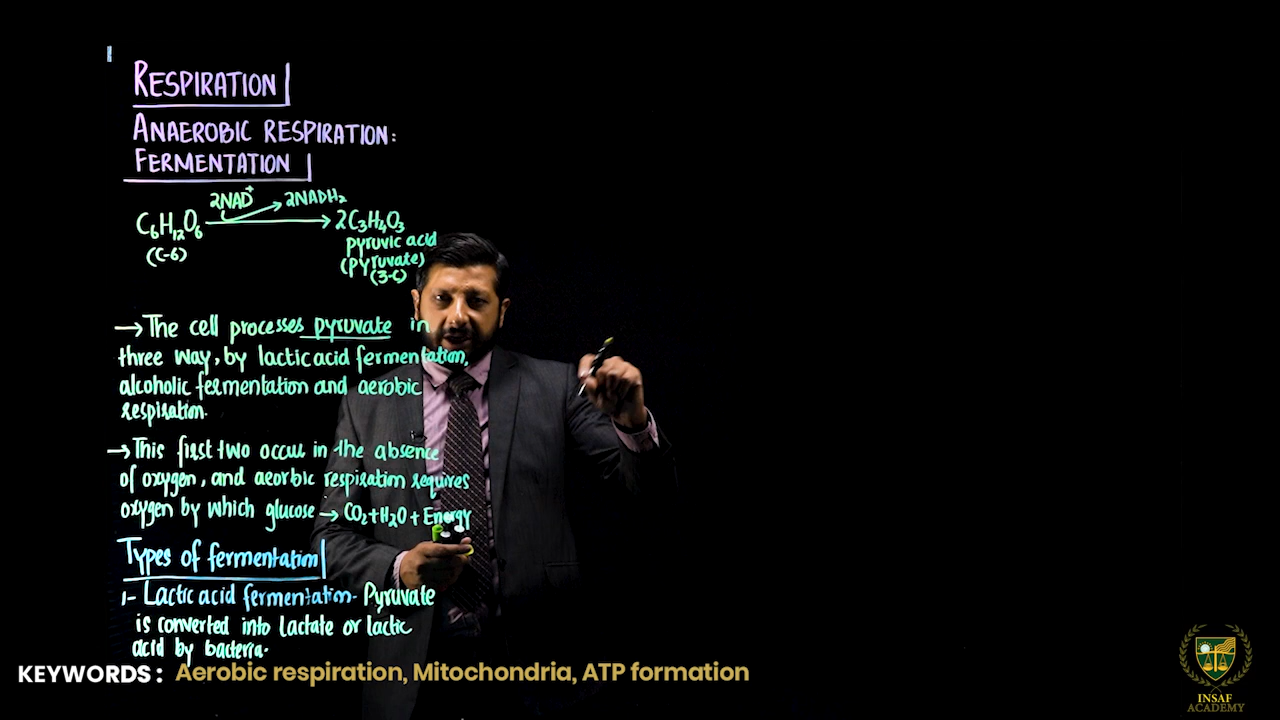 RESPIRATION
ANAEROBIC RESPIRATION:
FERMENTATION
2NAD⁺ 2NADH₂
C₆H₁₂O₆ → 2C₃H₄O₃
(C-6)
pyruvic acid
(pyruvate)
(3-C)
→ The cell processes pyruvate in
three way, by lactic acid fermentation,
alcoholic fermentation and aerobic
respiration.
→ This first two occur in the absence
of oxygen, and aeorbic respiration requires
oxygen by which glucose → CO₂+H₂O + Energy
Types of fermentation
1- Lactic acid fermentation- Pyruvate
is converted into Lactate or lactic
acid by bacteria.
KEYWORDS : Aerobic respiration, Mitochondria, ATP formation
INSAF
ACADEMY